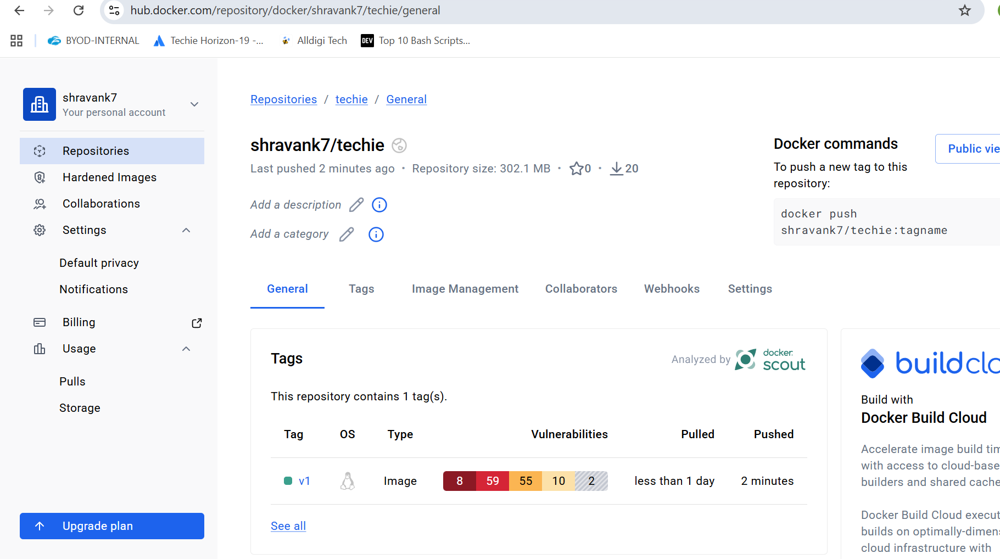 hub.docker.com/repository/docker/shravank7/techie/general
BYOD-INTERNAL
Techie Horizon-19 -...
Alldigi Tech
DEV
Top 10 Bash Scripts...
shravank7
Your personal account
Repositories
Hardened Images
Collaborations
Settings
Default privacy
Notifications
Billing
Usage
Pulls
Storage
Upgrade plan
Repositories / techie / General
shravank7/techie
Last pushed 2 minutes ago • Repository size: 302.1 MB • 0 • 20
Add a description
Add a category
Docker commands
Public vie
To push a new tag to this
repository:
docker push
shravank7/techie:tagname
General Tags Image Management Collaborators Webhooks Settings
Tags
Analyzed by docker scout
This repository contains 1 tag(s).
Tag OS Type Vulnerabilities Pulled Pushed
v1 Image 8 59 55 10 2 less than 1 day 2 minutes
See all
buildclo
Build with
Docker Build Cloud
Accelerate image build tim
with access to cloud-base
builders and shared cache
Docker Build Cloud execut
builds on optimally-dimens
cloud infrastructure with